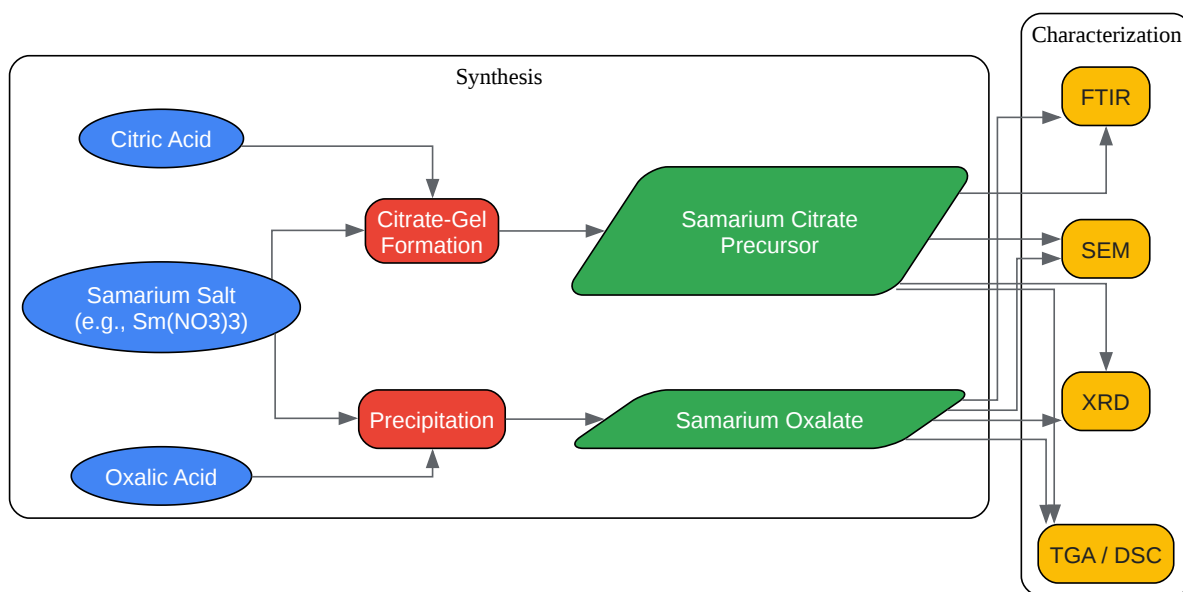 Synthesis
Citric Acid
Citrate-Gel
Formation
Samarium Citrate
Precursor
Samarium Salt
(e.g., Sm(NO3)3)
Precipitation
Samarium Oxalate
Oxalic Acid
Characterization
FTIR
SEM
XRD
TGA / DSC